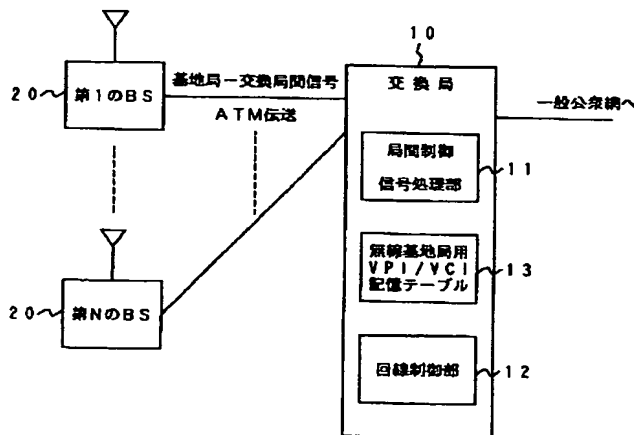 10
交換局
20
第1のBS
基地局－交換局間信号
ATM伝送
一般公衆網へ
局間制御
信号処理部
11
無線基地局用
VPI/VCI
記憶テーブル
13
20
第NのBS
回線制御部
12